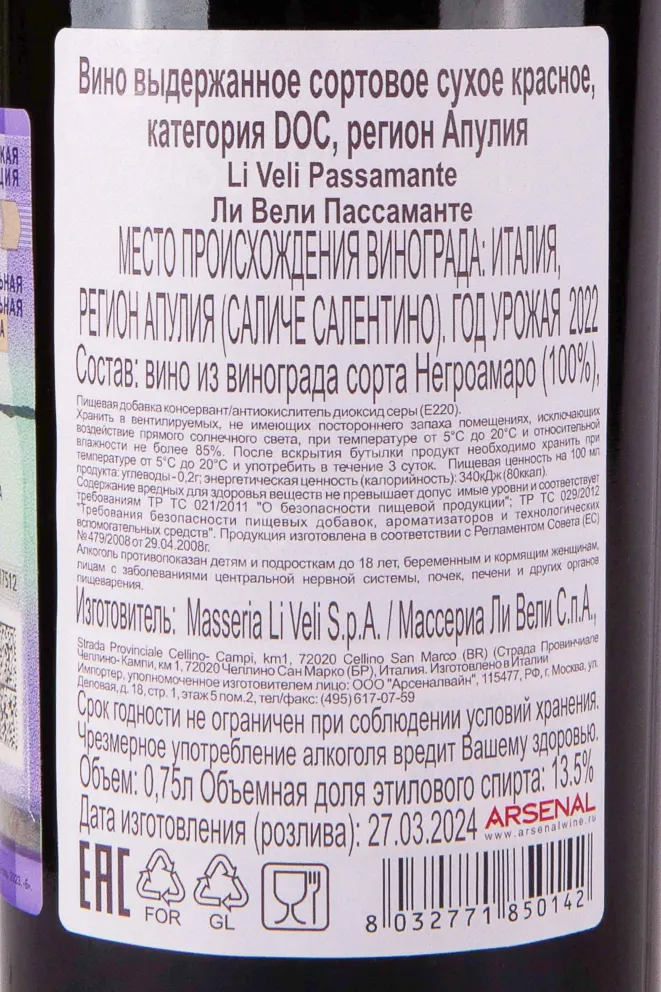 Вино выдержанное сортовое сухое красное,
категория DOC, регион Апулия
Li Veli Passamante
Ли Вели Пассаманте
МЕСТО ПРОИСХОЖДЕНИЯ ВИНОГРАДА: ИТАЛИЯ,
РЕГИОН АПУЛИЯ (САЛИЧЕ САЛЕНТИНО). ГОД УРОЖАЯ 2022
Состав: вино из винограда сорта Негроамаро (100%),
Пищевая добавка консервант/антиокислитель диоксид серы (Е220).
Хранить в вентилируемых, не имеющих постороннего запаха помещениях, исключающих
воздействие прямого солнечного света, при температуре от 5°С до 20°С и относительной
влажности не более 85%. После вскрытия бутылки продукт необходимо хранить при
температуре от 5°С до 20°С и употребить в течение 3 суток. Пищевая ценность на 100 мл
продукта: углеводы - 0,2г; энергетическая ценность (калорийность): 340кДж (80ккал).
Содержание вредных для здоровья веществ не превышает допус имые уровни и соответствует
требованиям ТР ТС 021/2011 "О безопасности пищевой продукции"; ТР ТС 029/2012
"Требования безопасности пищевых добавок, ароматизаторов и технологических
вспомогательных средств". Продукция изготовлена в соответствии с Регламентом Совета (ЕС)
№479/2008 от 29.04.2008г.
Алкоголь противопоказан детям и подросткам до 18 лет, беременным и кормящим женщинам,
лицам с заболеваниями центральной нервной системы, почек, печени и других органов
пищеварения.
Изготовитель: Masseria Li Veli S.p.A. / Массериа Ли Вели С.п.А.,
Strada Provinciale Cellino- Campi, km1, 72020 Cellino San Marco (BR) (Страда Провинчиале
Челлино-Кампи, км 1, 72020 Челлино Сан Марко (БР), Италия. Изготовлено в Италии
Импортер, уполномоченное изготовителем лицо: ООО "Арсеналвайн", 115477, РФ, г. Москва, ул.
Деловая, д. 18, стр. 1, этаж 5 пом. 2, тел/факс: (495) 617-07-59
Срок годности не ограничен при соблюдении условий хранения.
Чрезмерное употребление алкоголя вредит Вашему здоровью.
Объем: 0,75л Объемная доля этилового спирта: 13.5%
Дата изготовления (розлива): 27.03.2024
ARSENAL
www.arsenalwine.ru
EAC
FOR
GL
8 032771 850142
7512